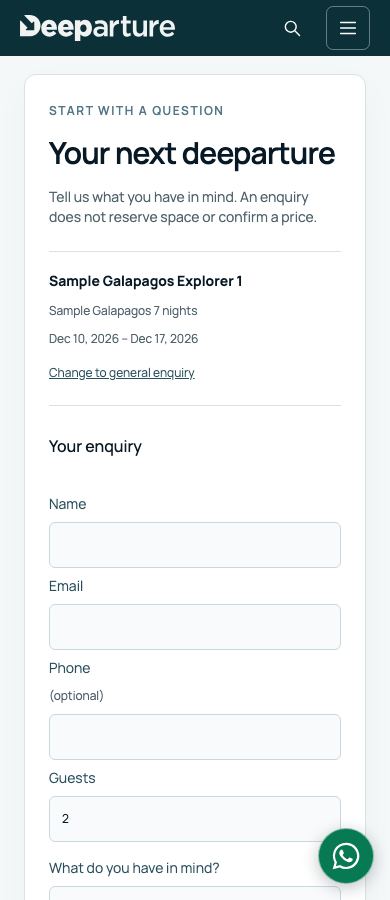 Deeparture
START WITH A QUESTION
Your next deeparture
Tell us what you have in mind. An enquiry
does not reserve space or confirm a price.
Sample Galapagos Explorer 1
Sample Galapagos 7 nights
Dec 10, 2026 – Dec 17, 2026
Change to general enquiry
Your enquiry
Name
Email
Phone
(optional)
Guests
2
What do you have in mind?